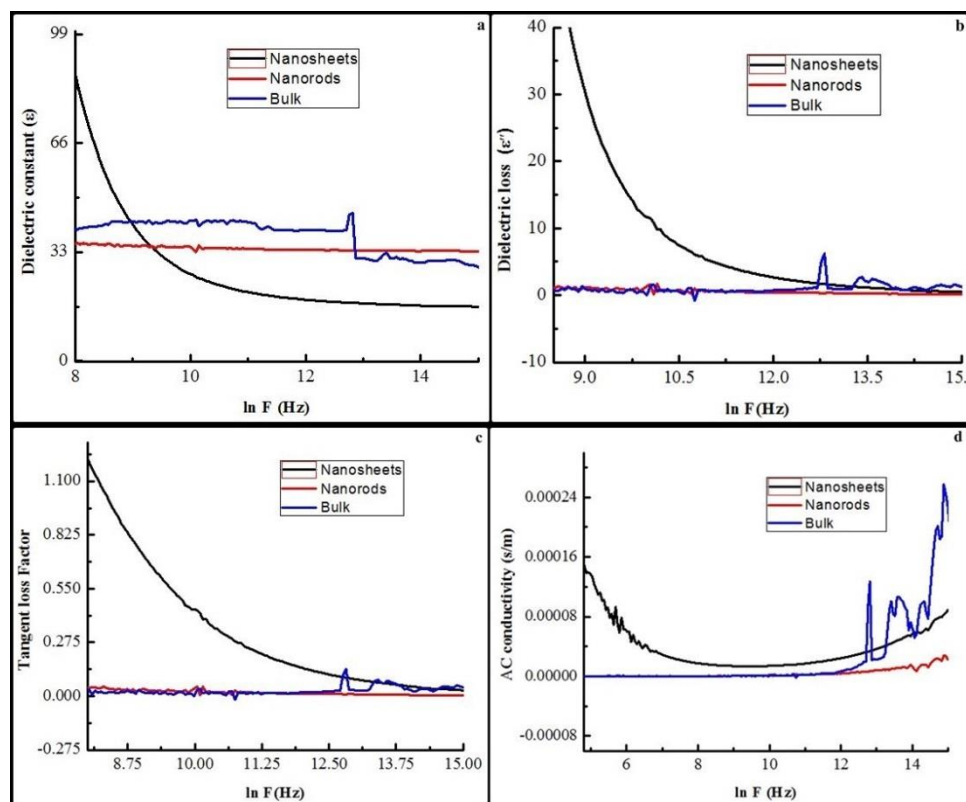 a
99
66
33
0
Dielectric constant (ε)
Nanosheets
Nanorods
Bulk
8
10
12
14
ln F (Hz)
b
40
30
20
10
0
-10
Dielectric loss (ε″)
Nanosheets
Nanorods
Bulk
9.0
10.5
12.0
13.5
15.
ln F (Hz)
c
1.100
0.825
0.550
0.275
0.000
-0.275
Tangent loss Factor
Nanosheets
Nanorods
Bulk
8.75
10.00
11.25
12.50
13.75
15.00
ln F(Hz)
d
0.00024
0.00016
0.00008
0.00000
-0.00008
AC conductivity (s/m)
Nanosheets
Nanorods
Bulk
6
8
10
12
14
ln F (Hz)